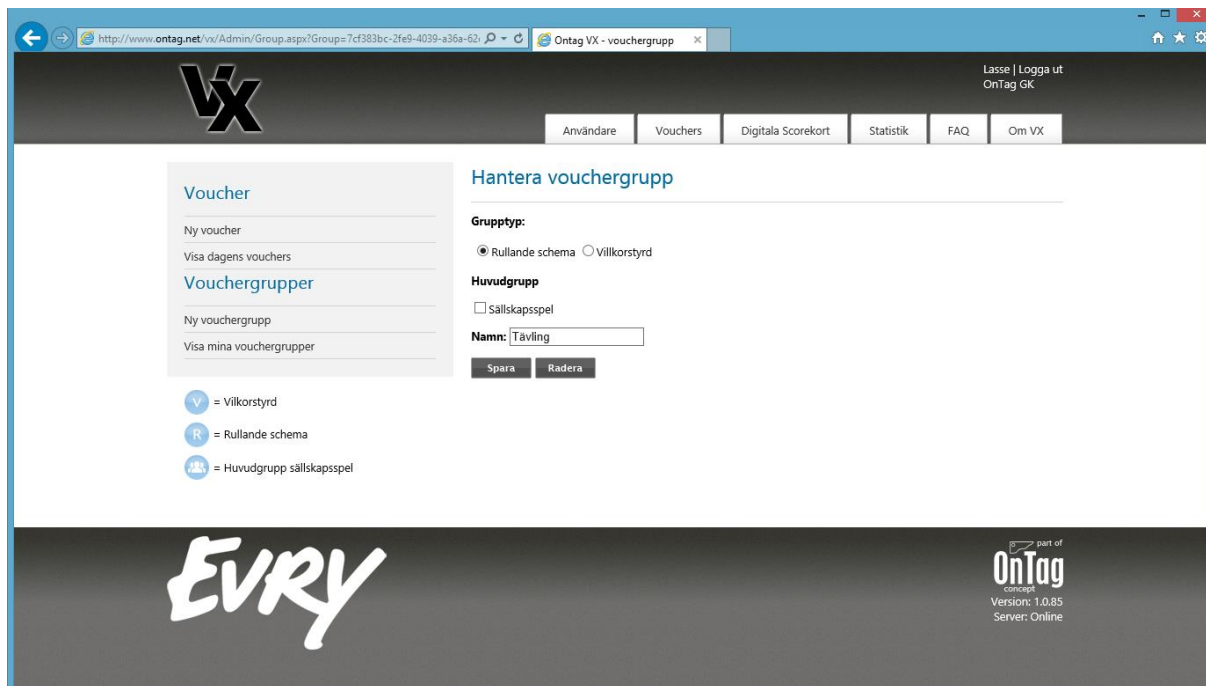 http://www.ontag.net/vx/Admin/Group.aspx?Group=7cf383bc-2fe9-4039-a36a-62
Ontag VX - vouchergrupp
VX
Lasse | Logga ut
OnTag GK
Användare Vouchers Digitala Scorekort Statistik FAQ Om VX
Voucher
Ny voucher
Visa dagens vouchers
Vouchergrupper
Ny vouchergrupp
Visa mina vouchergrupper
V = Vilkorstyrd
R = Rullande schema
= Huvudgrupp sällskapsspel
Hantera vouchergrupp
Grupptyp:
Rullande schema Villkorstyrd
Huvudgrupp
Sällskapsspel
Namn: Tävling
Spara Radera
EVRY
part of
OnTag
concept
Version: 1.0.85
Server: Online